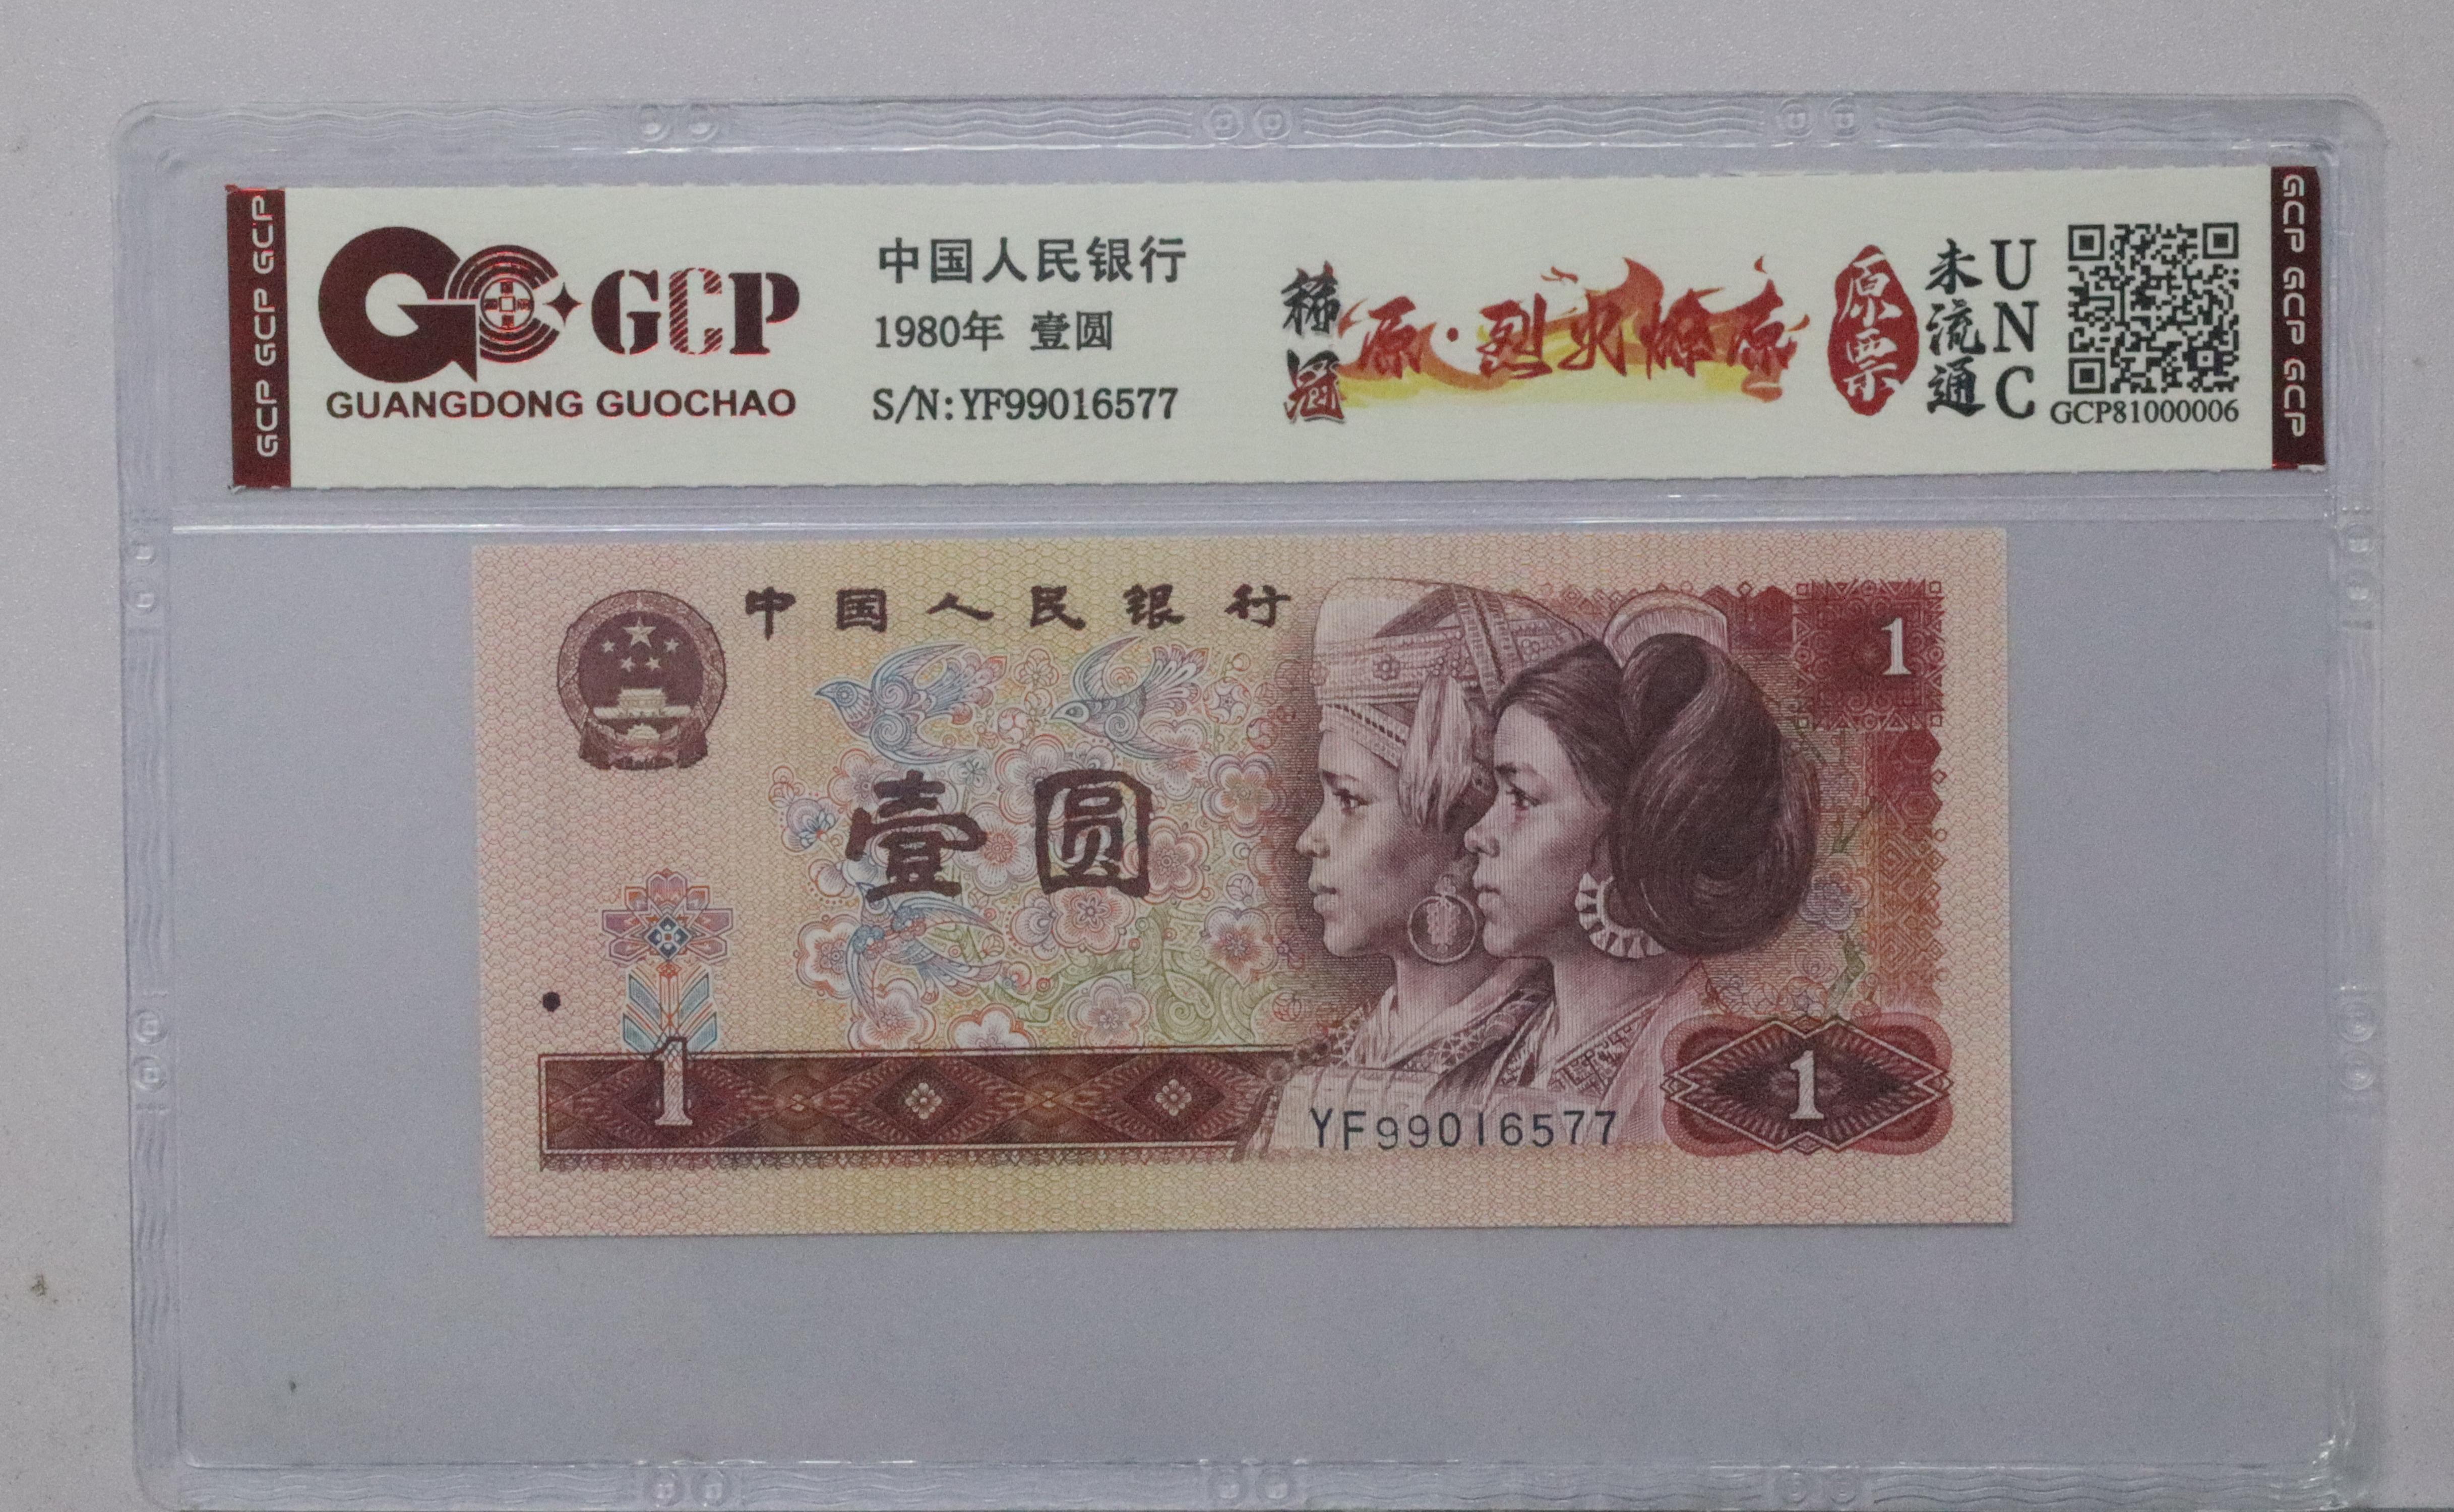 GCP GCP GCP
GCP
GUANGDONG GUOCHAO
中国人民银行
1980年 壹圆
S/N:YF99016577
稀冠
原·烈火燎原
原票
未流通
UNC
GCP81000006
GCP GCP GCP
中国人民银行
壹圆
1
1
1
YF99016577